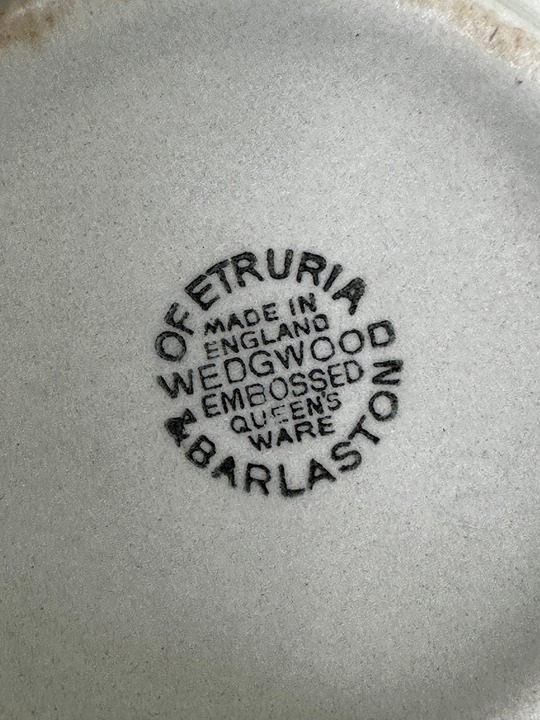 OF ETRURIA
MADE IN
ENGLAND
WEDGWOOD
EMBOSSED
QUEEN'S
WARE
& BARLASTON